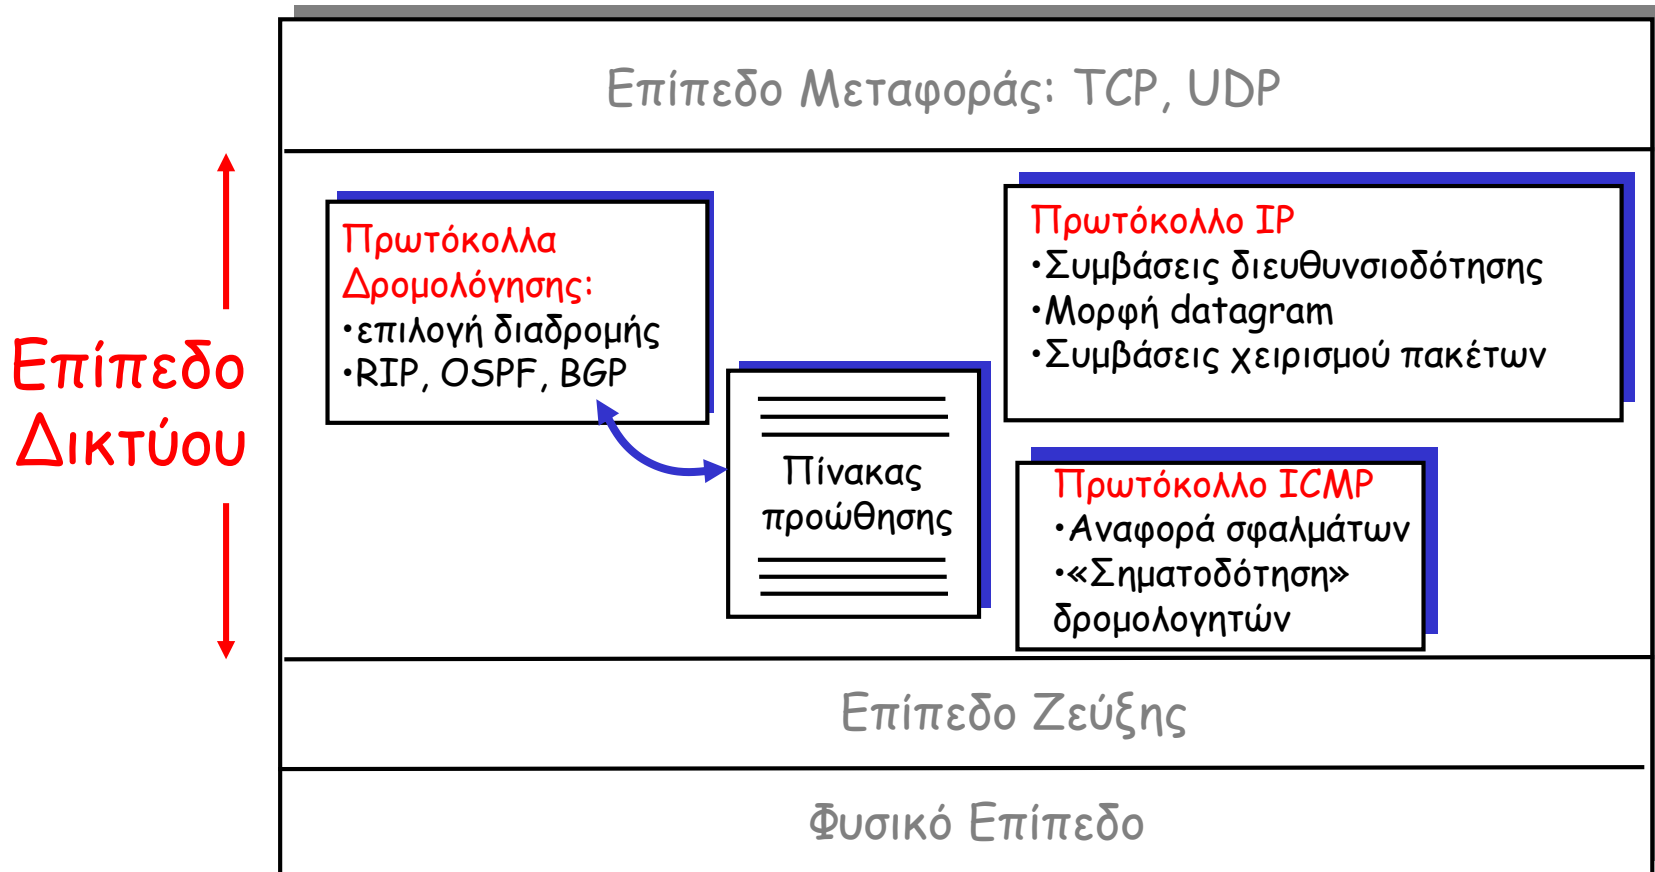 Επίπεδο Μεταφοράς: TCP, UDP
Επίπεδο
Δικτύου
Πρωτόκολλα
Δρομολόγησης:
•επιλογή διαδρομής
•RIP, OSPF, BGP
Πίνακας
προώθησης
Πρωτόκολλο IP
•Συμβάσεις διευθυνσιοδότησης
•Μορφή datagram
•Συμβάσεις χειρισμού πακέτων
Πρωτόκολλο ICMP
•Αναφορά σφαλμάτων
•«Σηματοδότηση»
δρομολογητών
Επίπεδο Ζεύξης
Φυσικό Επίπεδο